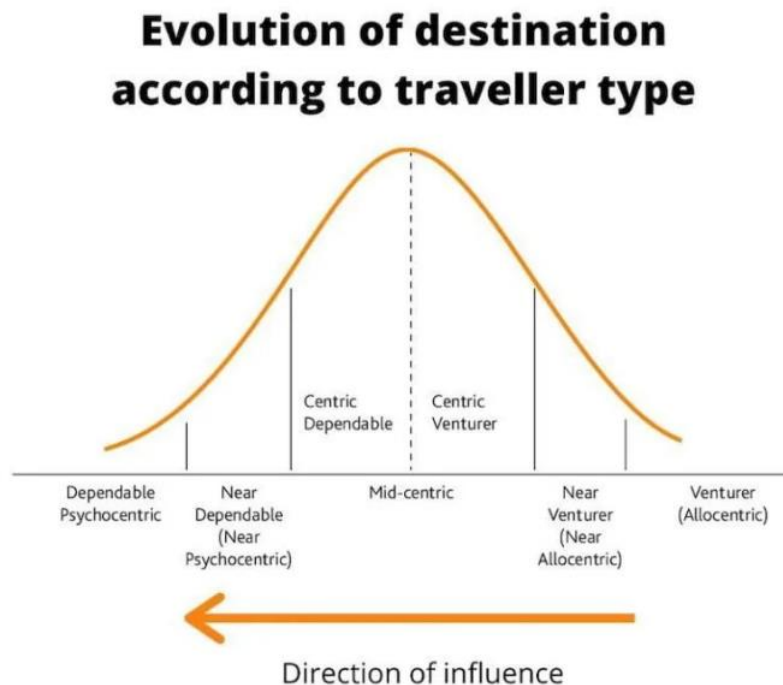 Evolution of destination
according to traveller type
Centric
Dependable
Centric
Venturer
Dependable
Psychocentric
Near
Dependable
(Near
Psychocentric)
Mid-centric
Near
Venturer
(Near
Allocentric)
Venturer
(Allocentric)
Direction of influence